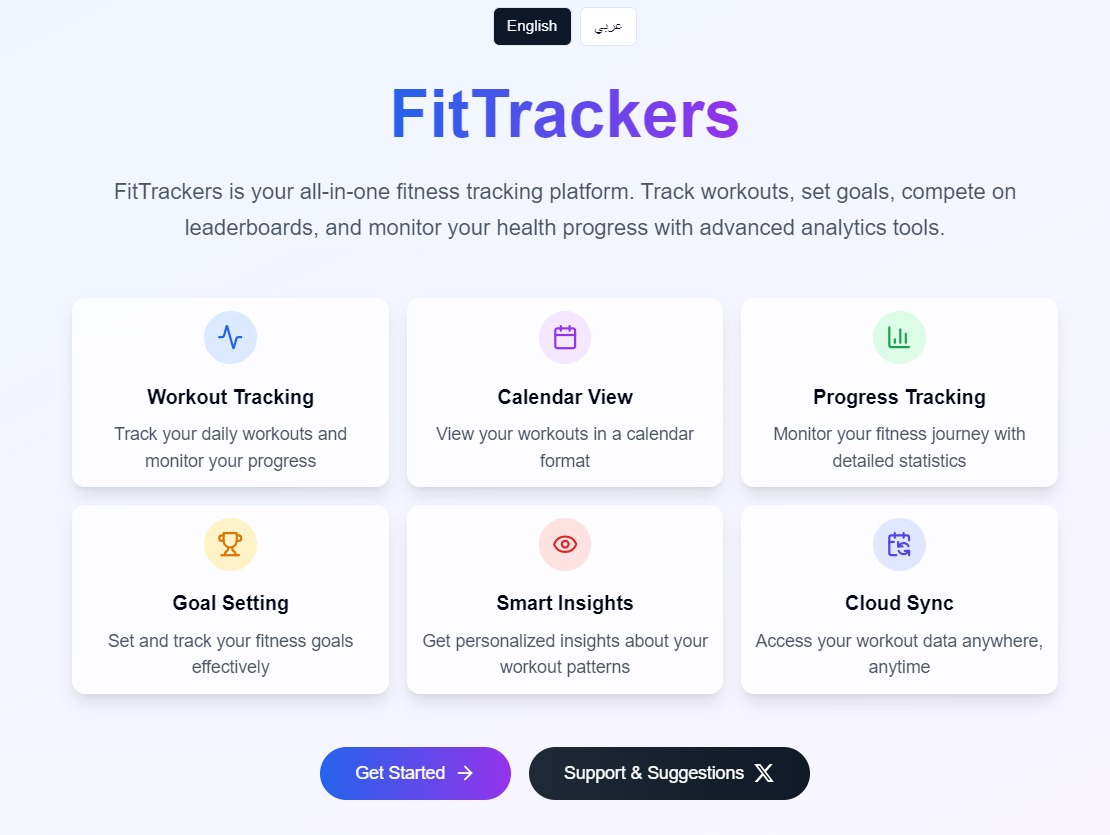 English
عربي
FitTrackers
FitTrackers is your all-in-one fitness tracking platform. Track workouts, set goals, compete on
leaderboards, and monitor your health progress with advanced analytics tools.
Workout Tracking
Track your daily workouts and
monitor your progress
Calendar View
View your workouts in a calendar
format
Progress Tracking
Monitor your fitness journey with
detailed statistics
Goal Setting
Set and track your fitness goals
effectively
Smart Insights
Get personalized insights about your
workout patterns
Cloud Sync
Access your workout data anywhere,
anytime
Get Started
Support & Suggestions